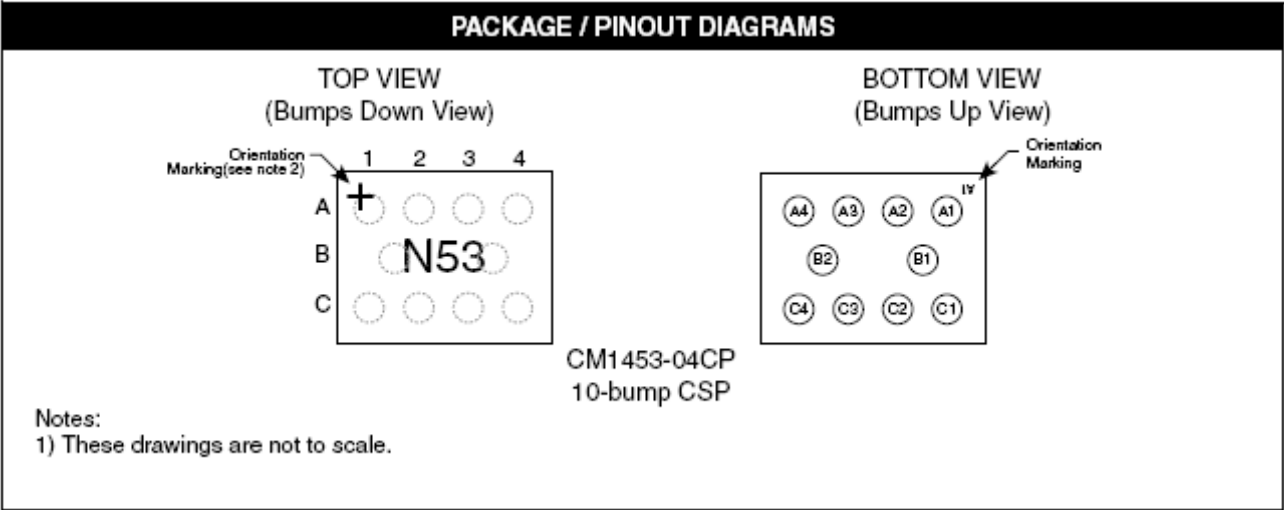 PACKAGE / PINOUT DIAGRAMS
TOP VIEW
(Bumps Down View)
Orientation
Marking(see note 2)
1 2 3 4
A
B
C
N53
BOTTOM VIEW
(Bumps Up View)
Orientation
Marking
A1
A4 A3 A2 A1
B2 B1
C4 C3 C2 C1
CM1453-04CP
10-bump CSP
Notes:
1) These drawings are not to scale.